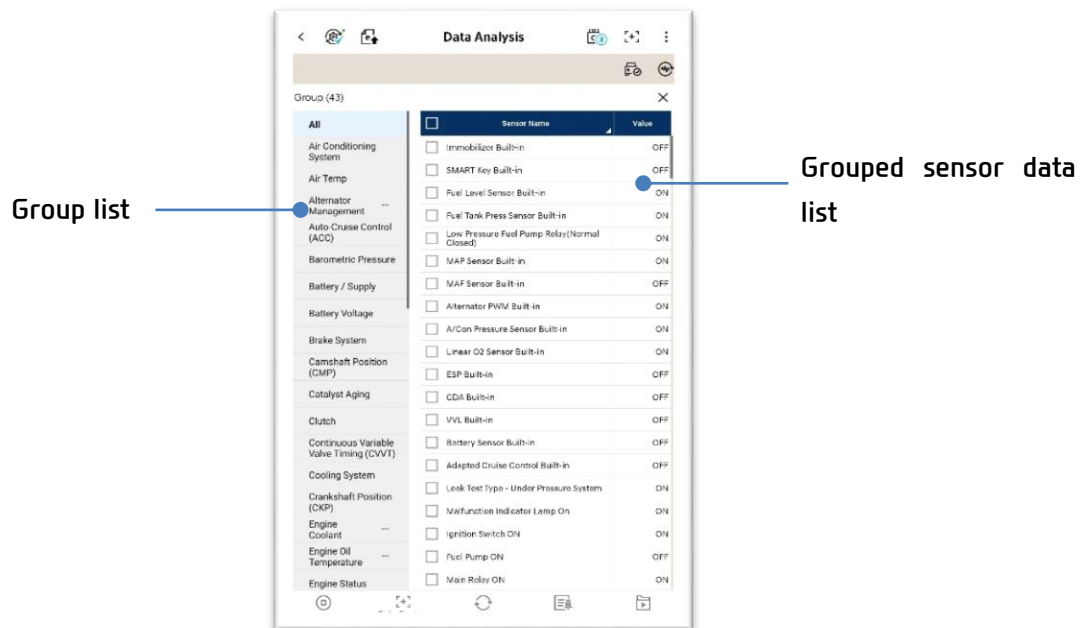 Data Analysis
Group (43)
All
Air Conditioning
System
Air Temp
Alternator ...
Management
Auto Cruise Control
(ACC)
Barometric Pressure
Battery / Supply
Battery Voltage
Brake System
Camshaft Position
(CMP)
Catalyst Aging
Clutch
Continuous Variable
Valve Timing (CVVT)
Cooling System
Crankshaft Position
(CKP)
Engine ...
Coolant
Engine Oil ...
Temperature
Engine Status
Sensor Name Value
Immobilizer Built-in OFF
SMART Key Built-in OFF
Fuel Level Sensor Built-in ON
Fuel Tank Press Sensor Built-in ON
Low Pressure Fuel Pump Relay(Normal
Closed) ON
MAP Sensor Built-in ON
MAF Sensor Built-in OFF
Alternator PWM Built-in ON
A/Con Pressure Sensor Built-in ON
Linear O2 Sensor Built-in ON
ESP Built-in OFF
CDA Built-in OFF
VVL Built-in OFF
Battery Sensor Built-in OFF
Adapted Cruise Control Built-in OFF
Leak Test Type - Under Pressure System ON
Malfunction Indicator Lamp On ON
Ignition Switch ON ON
Fuel Pump ON OFF
Main Relay ON ON
Group list
Grouped sensor data
list